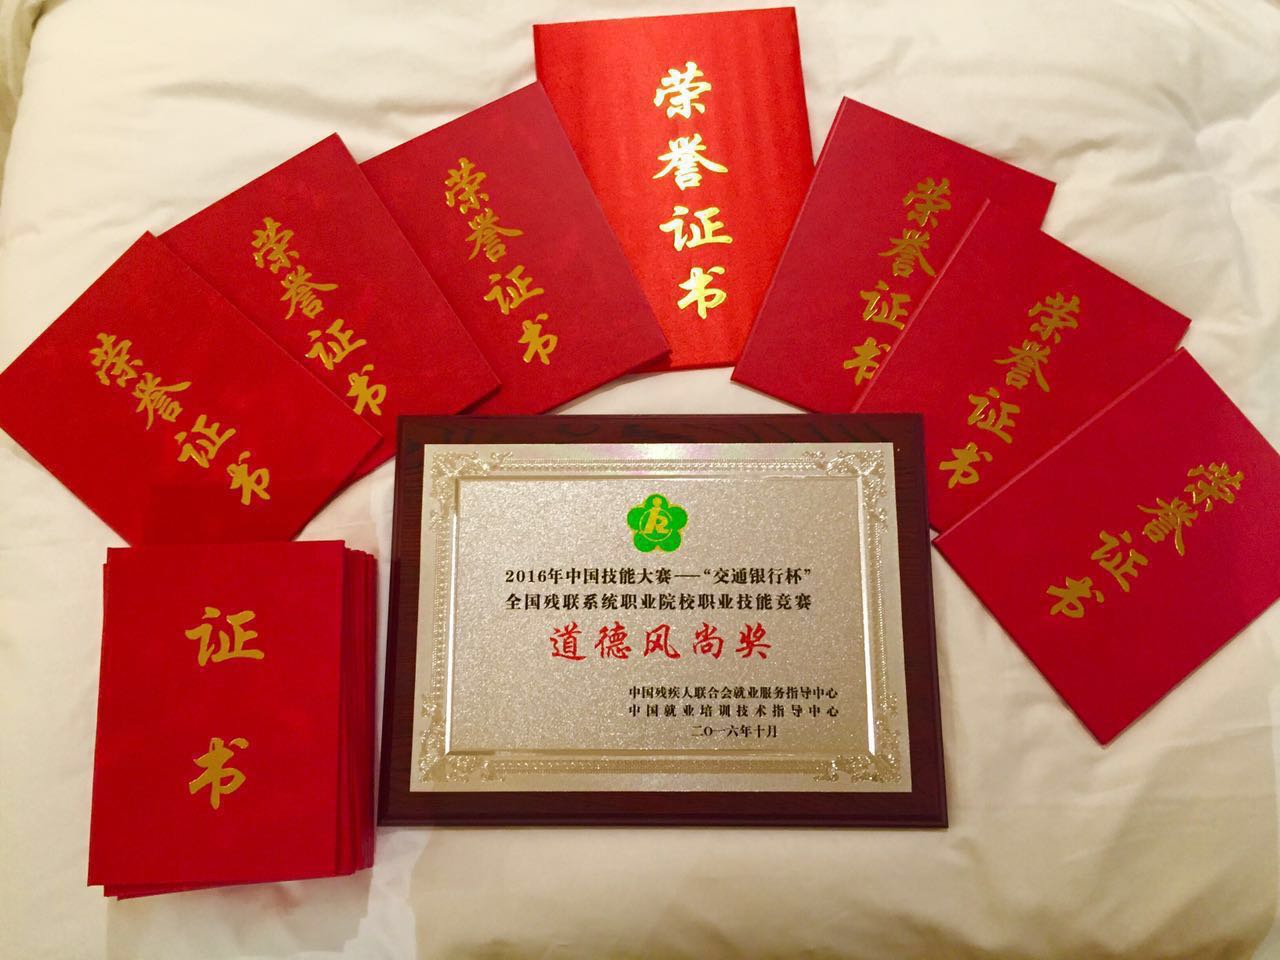 荣誉证书
荣誉证书
荣誉证书
荣誉证书
荣誉证书
荣誉证书
荣誉证书
证书
2016年中国技能大赛——“交通银行杯”
全国残联系统职业院校职业技能竞赛
道德风尚奖
中国残疾人联合会就业服务指导中心
中国就业培训技术指导中心
二〇一六年十月